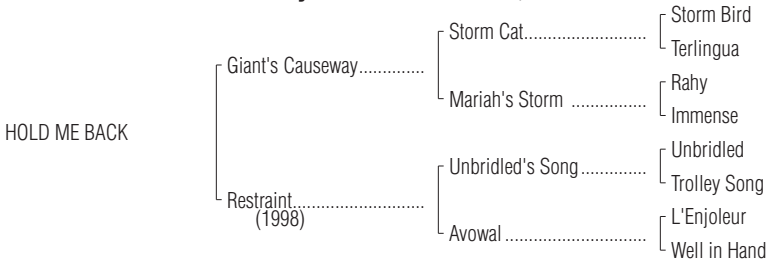 Storm Bird
Storm Cat........................
Terlingua
Giant's Causeway..............
Rahy
Mariah's Storm ...............
Immense
HOLD ME BACK
Unbridled
Unbridled's Song.............
Trolley Song
Restraint...........................
(1998)
L'Enjoleur
Avowal ............................
Well in Hand